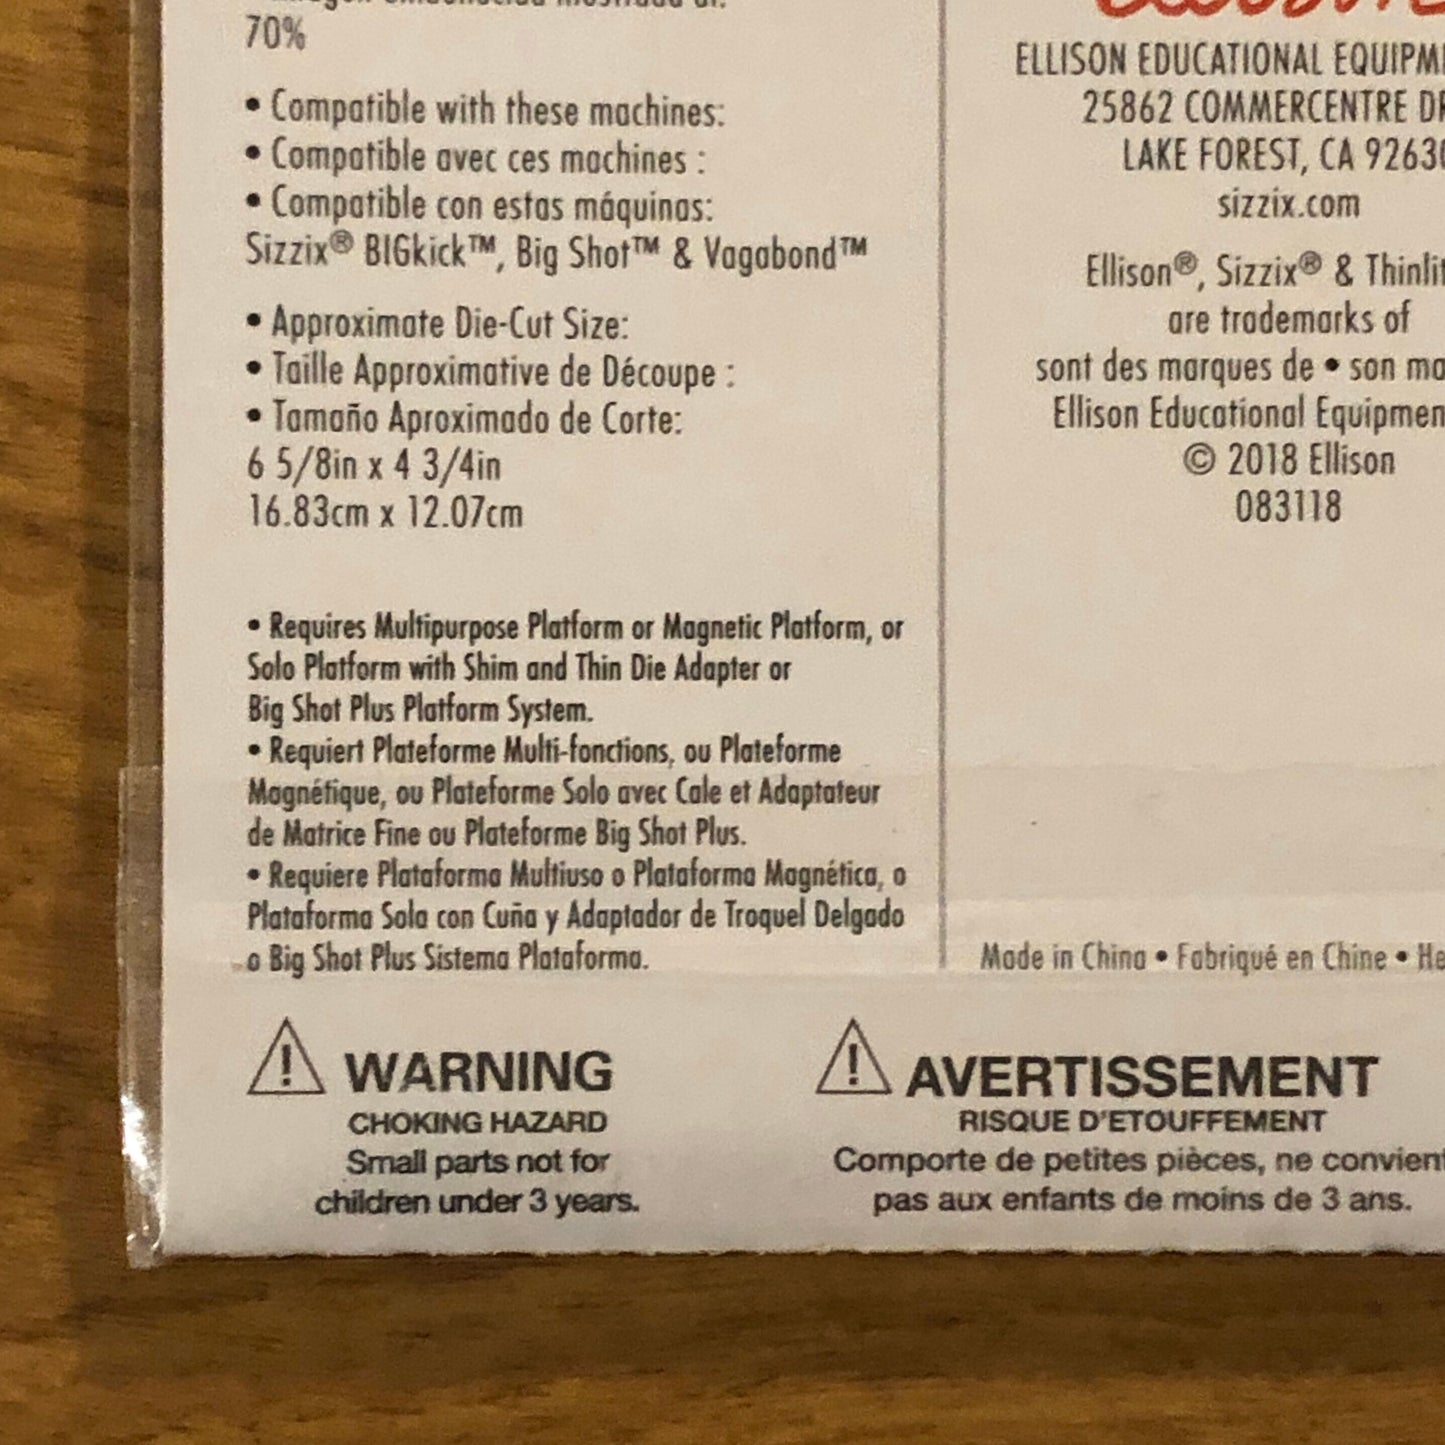 70%
• Compatible with these machines:
• Compatible avec ces machines :
• Compatible con estas máquinas:
Sizzix® BIGkick™, Big Shot™ & Vagabond™
• Approximate Die-Cut Size:
• Taille Approximative de Découpe :
• Tamaño Aproximado de Corte:
6 5/8in x 4 3/4in
16.83cm x 12.07cm
• Requires Multipurpose Platform or Magnetic Platform, or
Solo Platform with Shim and Thin Die Adapter or
Big Shot Plus Platform System.
• Requiert Plateforme Multi-fonctions, ou Plateforme
Magnétique, ou Plateforme Solo avec Cale et Adaptateur
de Matrice Fine ou Plateforme Big Shot Plus.
• Requiere Plataforma Multiuso o Plataforma Magnética, o
Plataforma Sola con Cuña y Adaptador de Troquel Delgado
o Big Shot Plus Sistema Plataforma.
ELLISON EDUCATIONAL
25862 COMMERCENTRE
LAKE FOREST, CA
sizzix.com
Ellison®, Sizzix® &
are trademarks of
sont des marques de • son
Ellison Educational
© 2018 Ellison
083118
Made in China • Fabriqué en Chine •
WARNING
CHOKING HAZARD
Small parts not for
children under 3 years.
AVERTISSEMENT
RISQUE D'ETOUFFEMENT
Comporte de petites pièces, ne convient
pas aux enfants de moins de 3 ans.